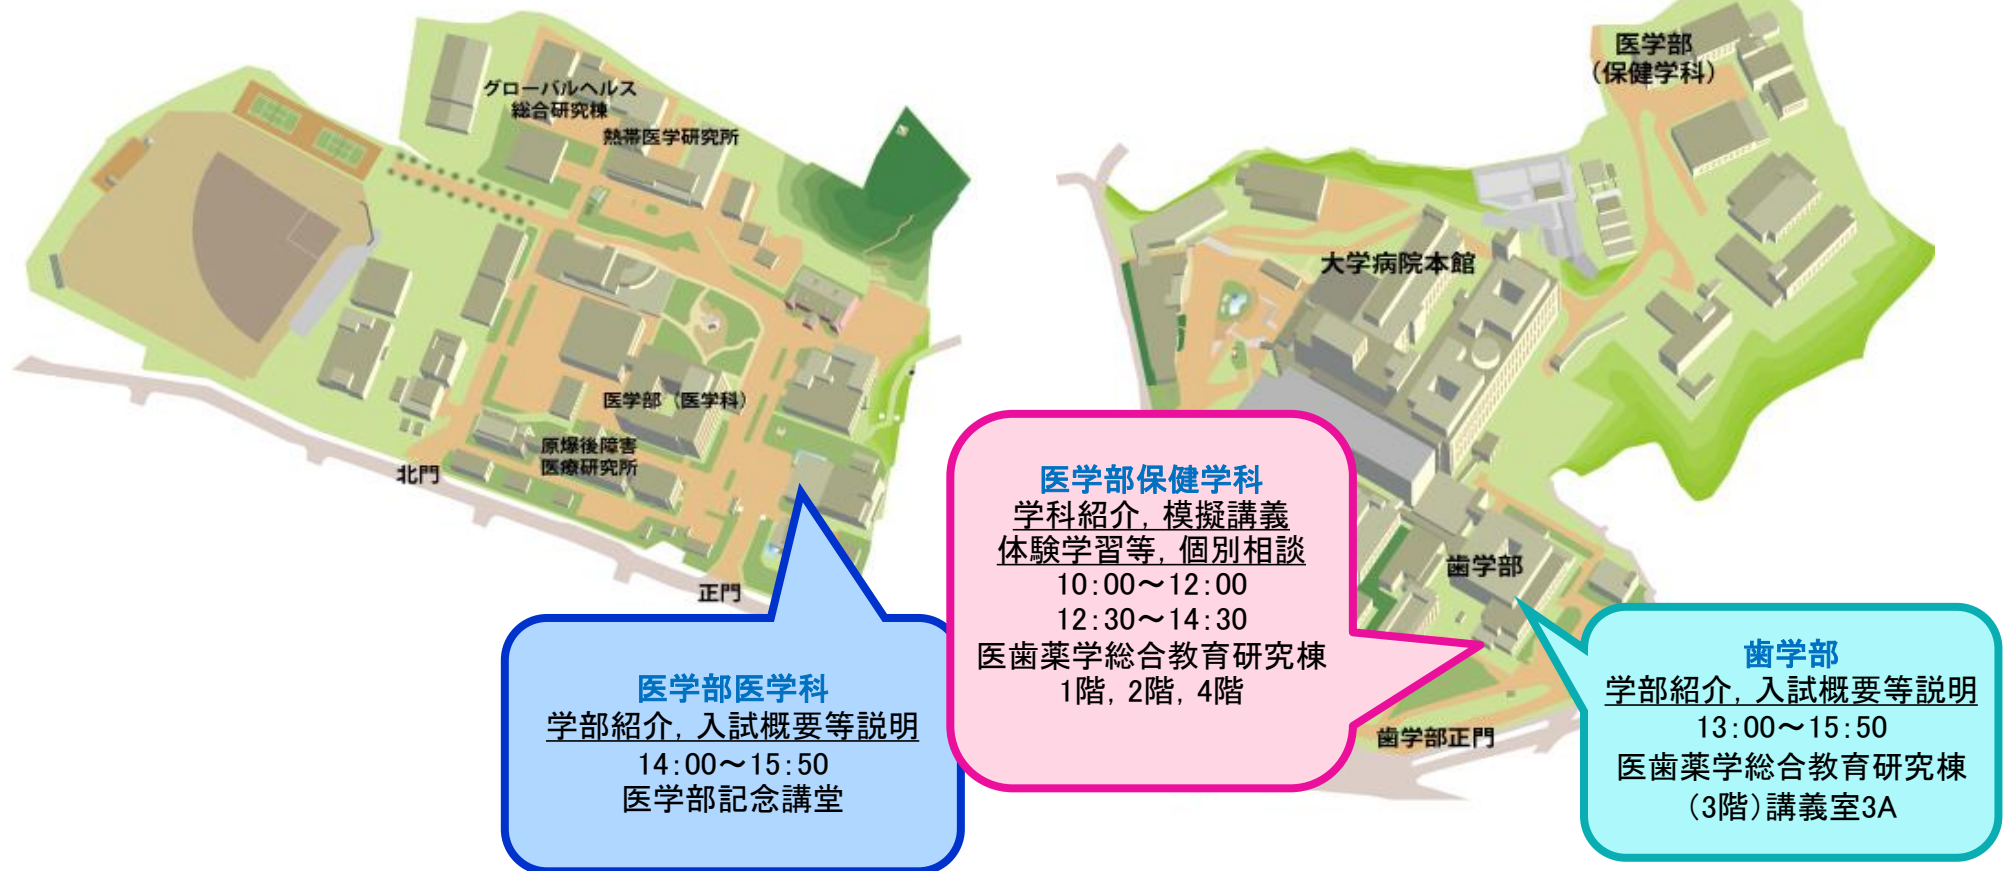 グローバルヘルス
総合研究棟
熱帯医学研究所
医学部（医学科）
原爆後障害
医療研究所
北門
正門
医学部医学科
学部紹介，入試概要等説明
14：00～15：50
医学部記念講堂
医学部
（保健学科）
大学病院本館
医学部保健学科
学科紹介，模擬講義
体験学習等，個別相談
10：00～12：00
12：30～14：30
医歯薬学総合教育研究棟
1階，2階，4階
歯学部
歯学部正門
歯学部
学部紹介，入試概要等説明
13：00～15：50
医歯薬学総合教育研究棟
（3階）講義室3A